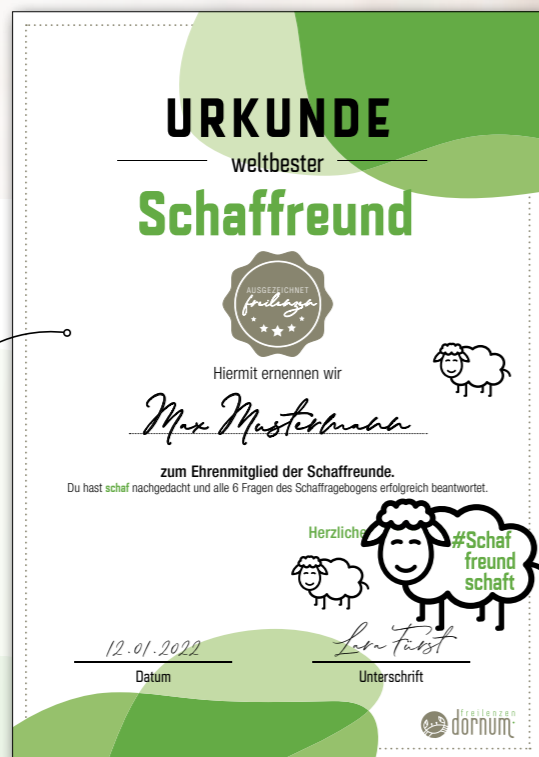 URKUNDE
weltbester
Schaffreund
AUSGEZEICHNET
freilenzen
Hiermit ernennen wir
Max Mustermann
zum Ehrenmitglied der Schaffreunde.
Du hast schaf nachgedacht und alle 6 Fragen des Schaffragebogens erfolgreich beantwortet.
Herzliche
#Schaf
freund
schaft
12.01.2022
Lara Fürst
Datum
Unterschrift
freilenzen
dornum